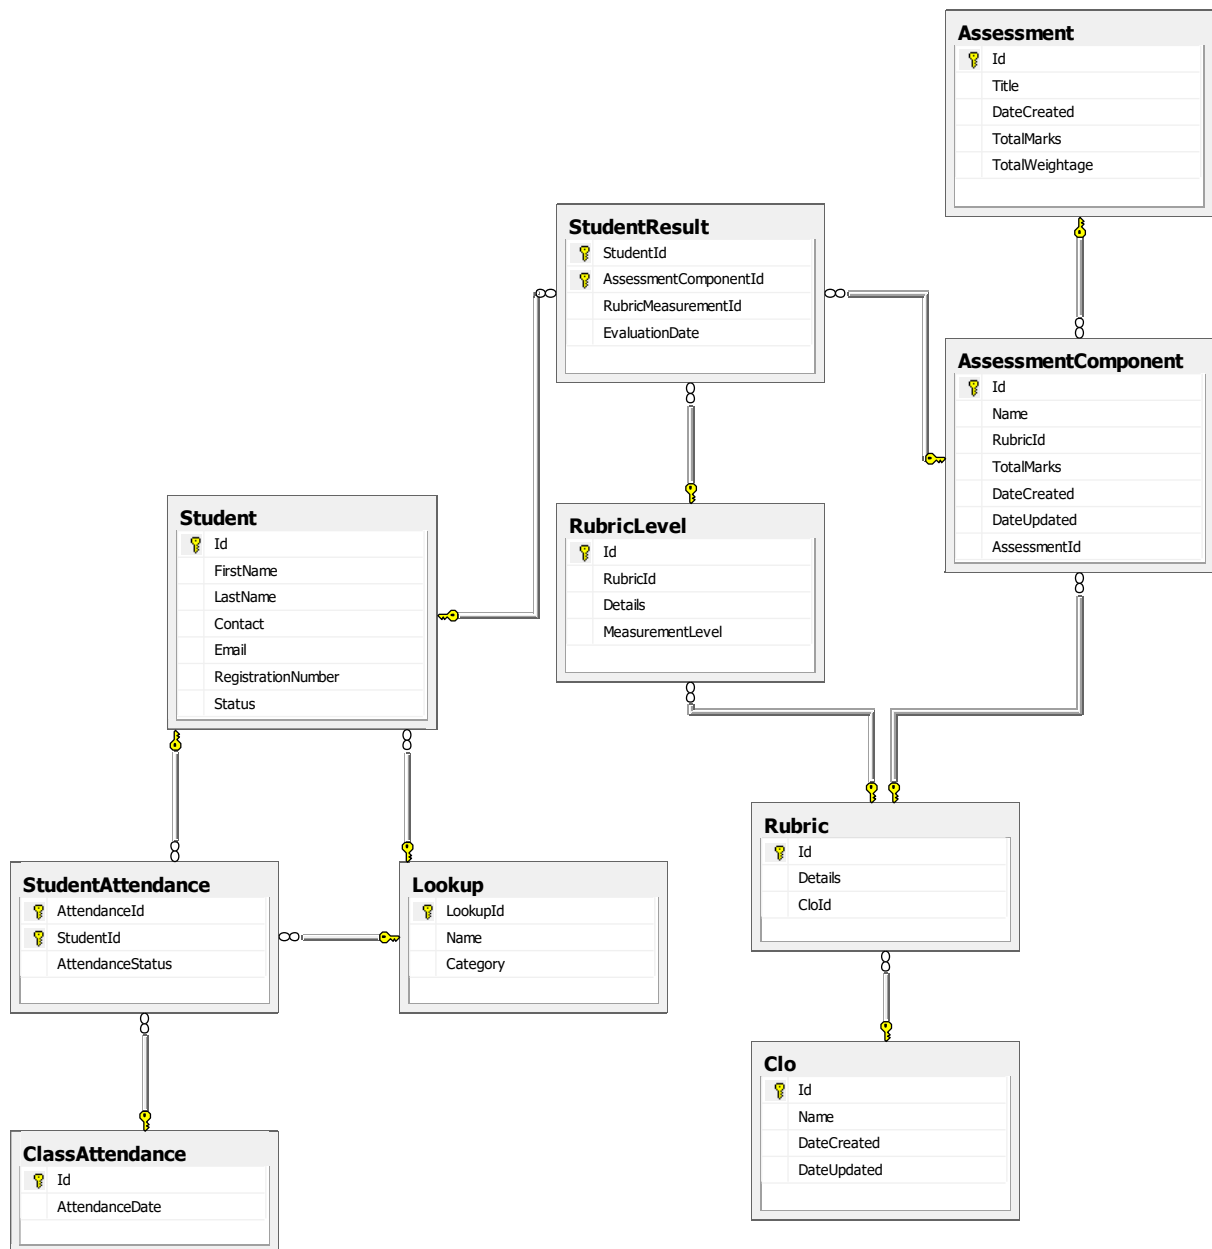 Assessment
Id
Title
DateCreated
TotalMarks
TotalWeightage
StudentResult
StudentId
AssessmentComponentId
RubricMeasurementId
EvaluationDate
AssessmentComponent
Id
Name
RubricId
TotalMarks
DateCreated
DateUpdated
AssessmentId
Student
Id
FirstName
LastName
Contact
Email
RegistrationNumber
Status
RubricLevel
Id
RubricId
Details
MeasurementLevel
Rubric
Id
Details
CloId
StudentAttendance
AttendanceId
StudentId
AttendanceStatus
Lookup
LookupId
Name
Category
Clo
Id
Name
DateCreated
DateUpdated
ClassAttendance
Id
AttendanceDate